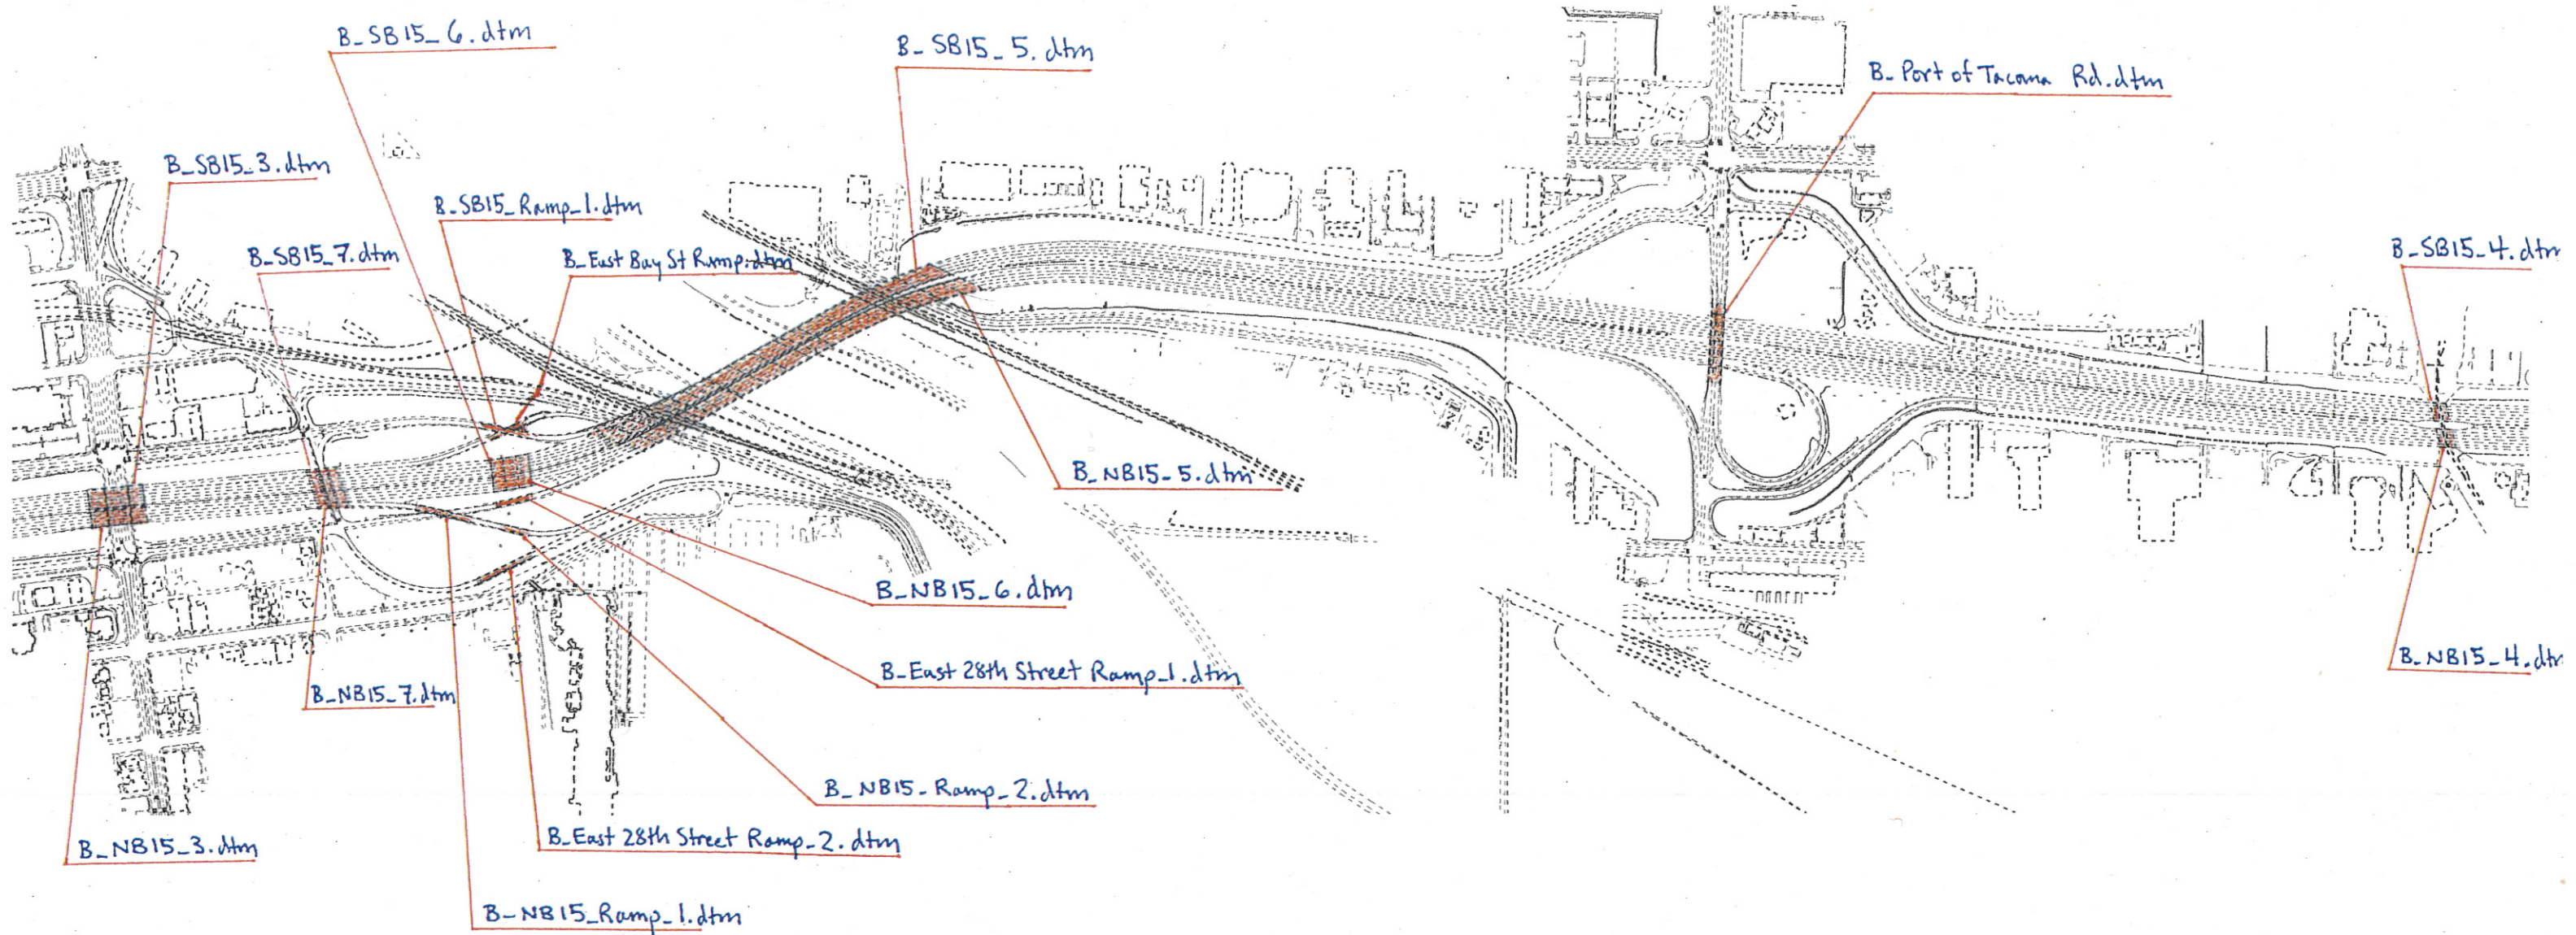 B_SB15_6.dtm
B_SB15_5.dtm
B_Port of Tacoma Rd.dtm
B_SB15_3.dtm
B_SB15_Ramp_1.dtm
B_SB15_7.dtm
B_East Bay St Ramp.dtm
B_SB15_4.dtm
B_NB15_5.dtm
B_NB15_6.dtm
B_East 28th Street Ramp_1.dtm
B_NB15_4.dtm
B_NB15_7.dtm
B_NB15_Ramp_2.dtm
B_East 28th Street Ramp_2.dtm
B_NB15_3.dtm
B_NB15_Ramp_1.dtm